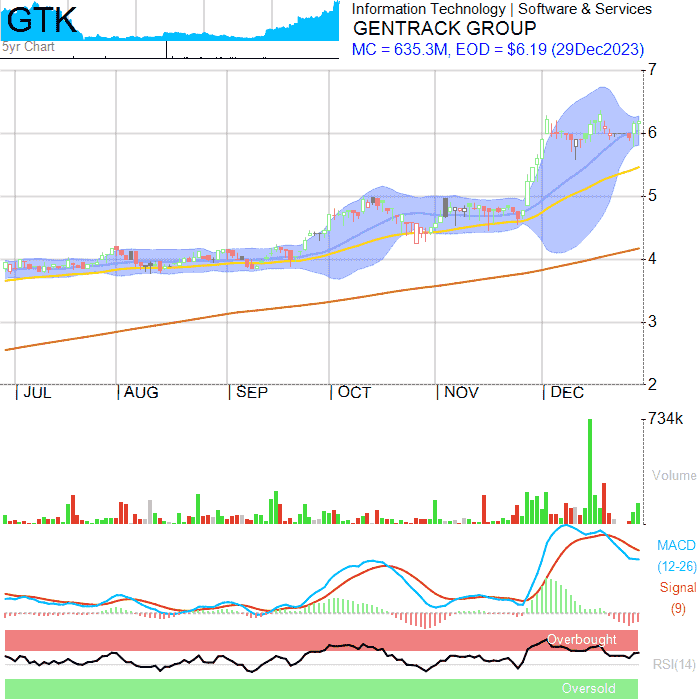 GTK
5yr Chart
Information Technology | Software & Services
GENTRACK GROUP
MC = 635.3M, EOD = $6.19 (29Dec2023)
7
6
5
4
3
2
JUL AUG SEP OCT NOV DEC
734k
Volume
MACD
(12-26)
Signal
(9)
Overbought
RSI(14)
Oversold